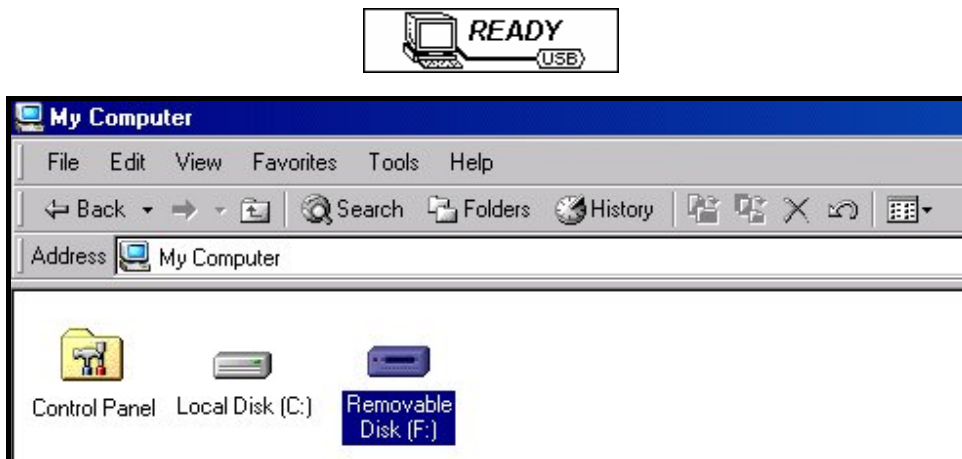 READY
USB
My Computer
File Edit View Favorites Tools Help
Back Search Folders History
Address My Computer
Control Panel Local Disk (C:) Removable
Disk (F:)